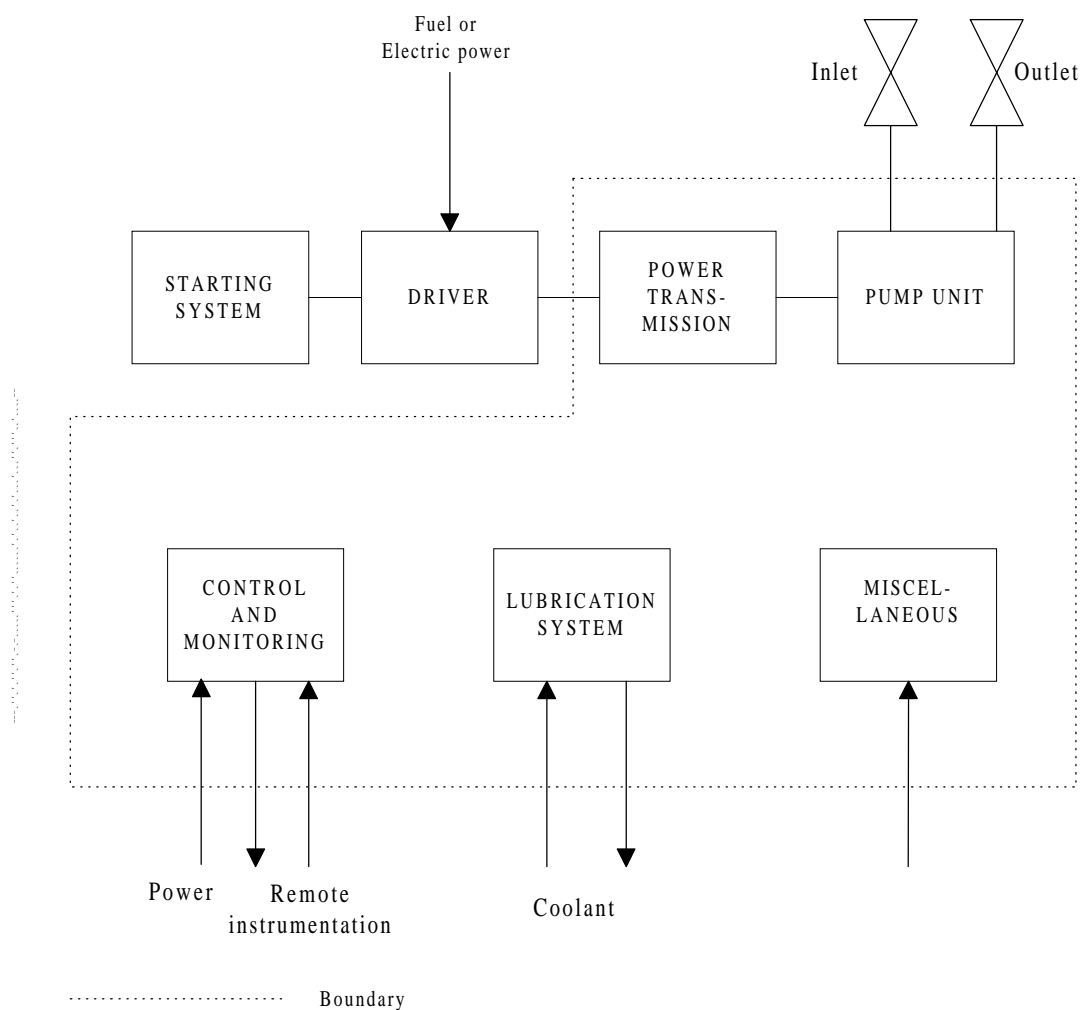 Fuel or
Electric power
Inlet
Outlet
STARTING
SYSTEM
DRIVER
POWER
TRANS-
MISSION
PUMP UNIT
CONTROL
AND
MONITORING
LUBRICATION
SYSTEM
MISCEL-
LANEOUS
Power
Remote
instrumentation
Coolant
Boundary